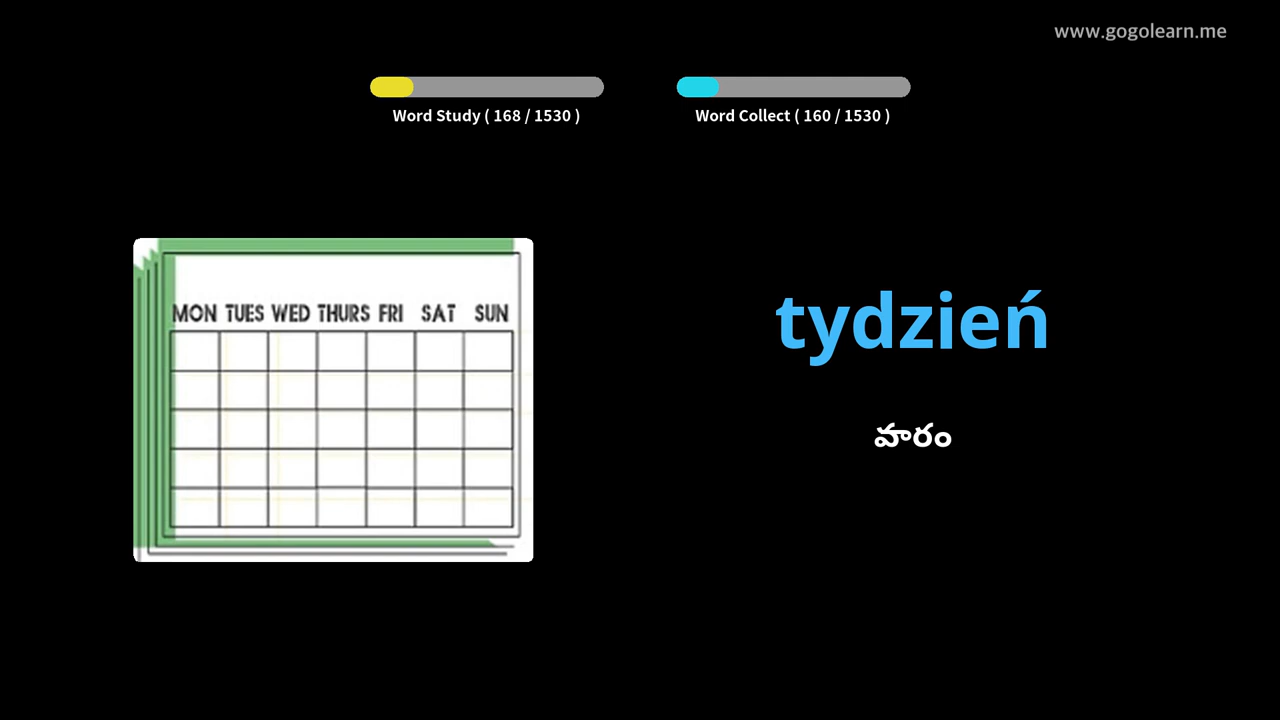 www.gogolearn.me
Word Study ( 168 / 1530 )
Word Collect ( 160 / 1530 )
MON TUES WED THURS FRI SAT SUN
tydzień
వారం